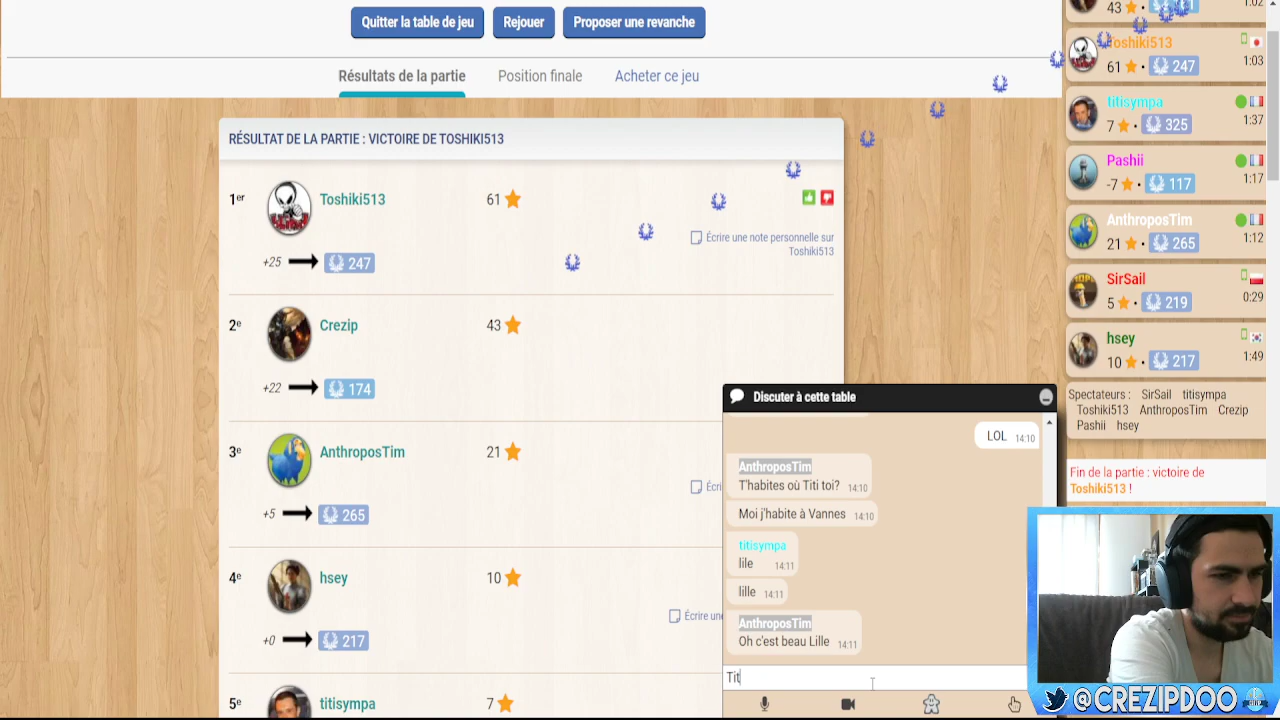 Quitter la table de jeu
Rejouer
Proposer une revanche
Résultats de la partie
Position finale
Acheter ce jeu
RÉSULTAT DE LA PARTIE : VICTOIRE DE TOSHIKI513
1er
Toshiki513
61
Écrire une note personnelle sur
Toshiki513
+25
247
2e
Crezip
43
+22
174
3e
AnthroposTim
21
Écri
+5
265
4e
hsey
10
Écrire une
+0
217
5e
titisympa
7
Discuter à cette table
LOL 14:10
AnthroposTim
T'habites où Titi toi? 14:10
Moi j'habite à Vannes 14:10
titisympa
lile 14:11
lille 14:11
AnthroposTim
Oh c'est beau Lille 14:11
Tit
43
1:02
Toshiki513
61 • 247
1:03
titisympa
7 • 325
1:37
Pashii
-7 • 117
1:17
AnthroposTim
21 • 265
1:12
SirSail
5 • 219
0:29
hsey
10 • 217
1:49
Spectateurs : SirSail titisympa
Toshiki513 AnthroposTim Crezip
Pashii hsey
Fin de la partie : victoire de
Toshiki513 !
@CREZIPDOO